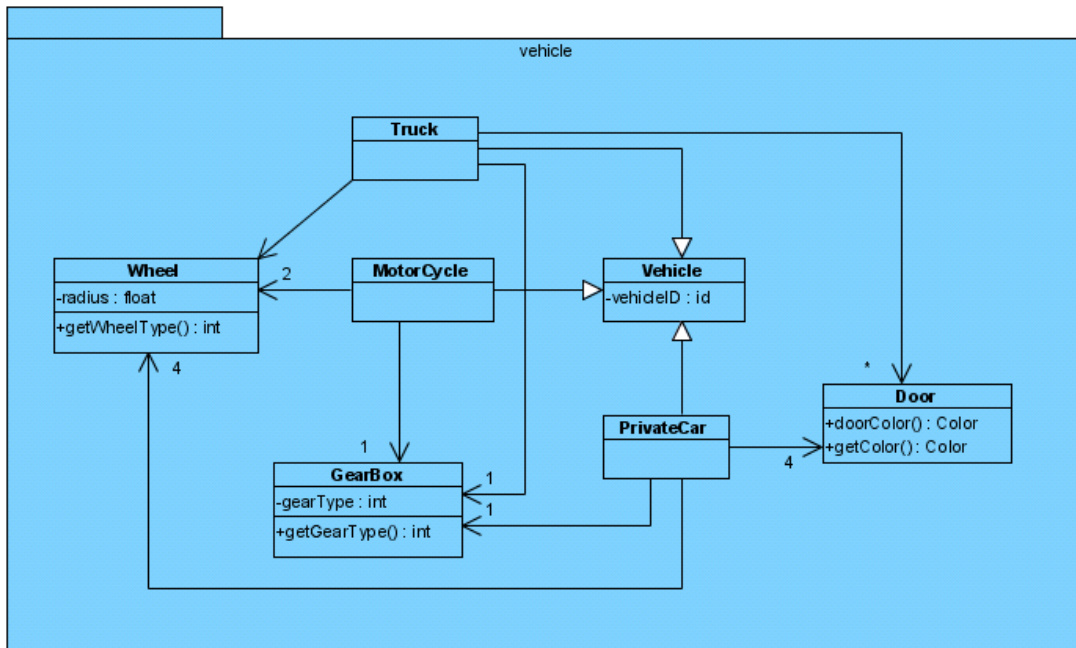 vehicle
Truck
Wheel
-radius : float
+getWheelType() : int
2
MotorCycle
Vehicle
-vehicleID : id
4
*
Door
+doorColor() : Color
+getColor() : Color
PrivateCar
4
1
GearBox
-gearType : int
+getGearType() : int
1
1